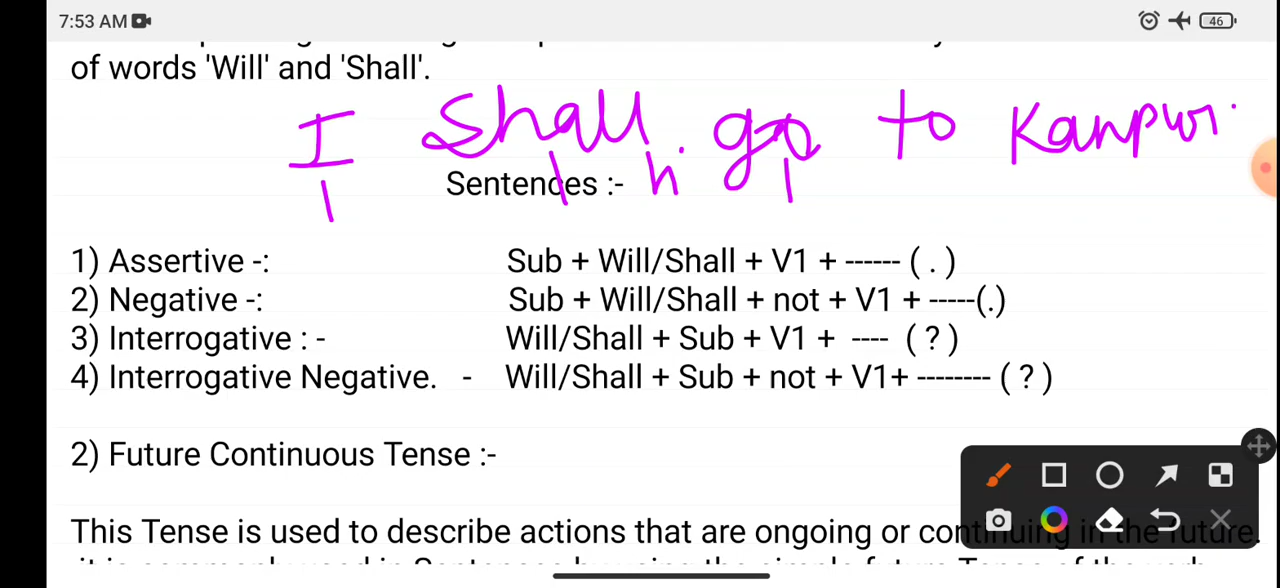 7:53 AM 46
of words 'Will' and 'Shall'.
I Shall go to Kanpur.
Sentences :- h
1) Assertive -: Sub + Will/Shall + V1 + ------ ( . )
2) Negative -: Sub + Will/Shall + not + V1 + -----(.)
3) Interrogative : - Will/Shall + Sub + V1 + ---- ( ? )
4) Interrogative Negative. - Will/Shall + Sub + not + V1+ -------- ( ? )
2) Future Continuous Tense :-
This Tense is used to describe actions that are ongoing or continuing in the future.